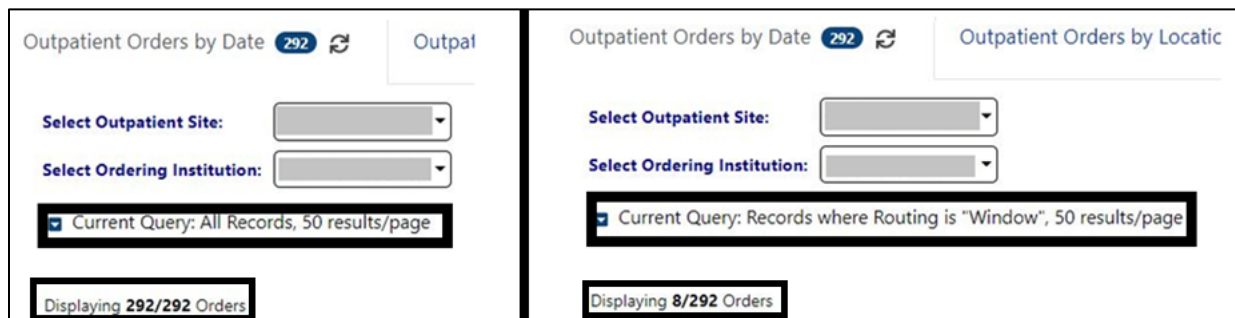 Outpatient Orders by Date 292 Outpat
Select Outpatient Site:
Select Ordering Institution:
Current Query: All Records, 50 results/page
Displaying 292/292 Orders
Outpatient Orders by Date 292 Outpatient Orders by Locatio
Select Outpatient Site:
Select Ordering Institution:
Current Query: Records where Routing is "Window", 50 results/page
Displaying 8/292 Orders